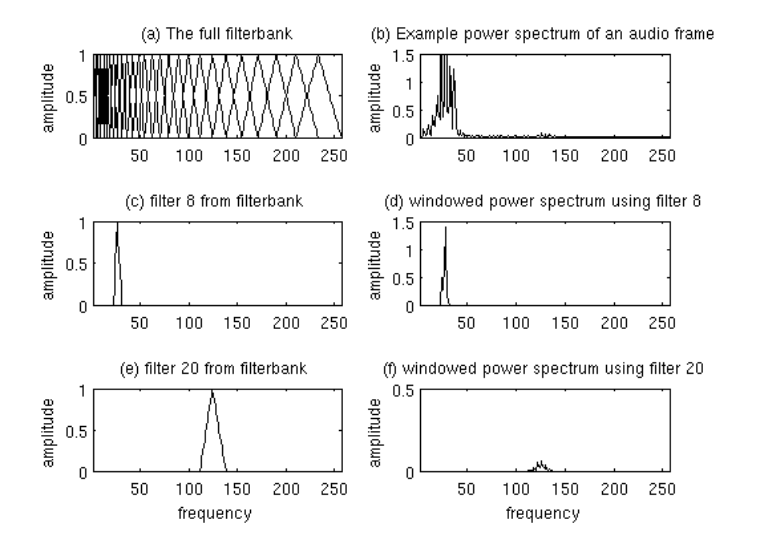 (a) The full filterbank
amplitude
1
0.5
0
50 100 150 200 250
(b) Example power spectrum of an audio frame
amplitude
1.5
1
0.5
0
50 100 150 200 250
(c) filter 8 from filterbank
amplitude
1
0.5
0
50 100 150 200 250
(d) windowed power spectrum using filter 8
amplitude
1.5
1
0.5
0
50 100 150 200 250
(e) filter 20 from filterbank
amplitude
1
0.5
0
50 100 150 200 250
frequency
(f) windowed power spectrum using filter 20
amplitude
0.5
0
50 100 150 200 250
frequency